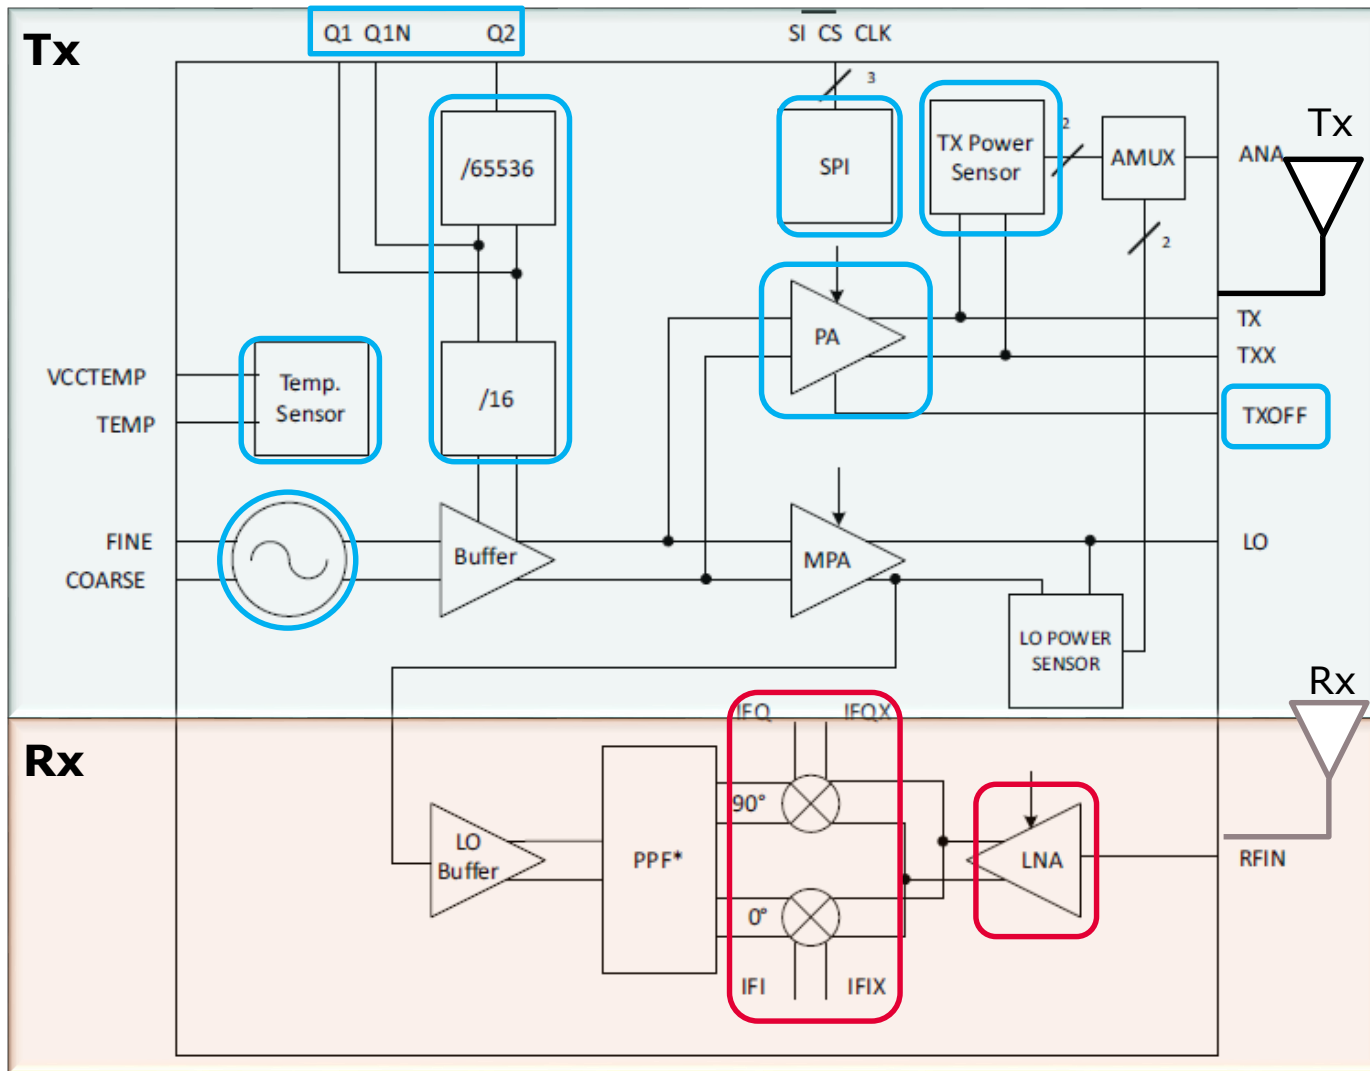 Tx
Q1 Q1N Q2
SI CS CLK
3
/65536
SPI
TX Power
Sensor
2
AMUX
ANA
Tx
2
PA
TX
TXX
TXOFF
VCCTEMP
TEMP
Temp.
Sensor
/16
FINE
COARSE
Buffer
MPA
LO
LO POWER
SENSOR
Rx
Rx
IFQ IFQX
90°
LO
Buffer
PPF*
LNA
RFIN
0°
IFI IFIX